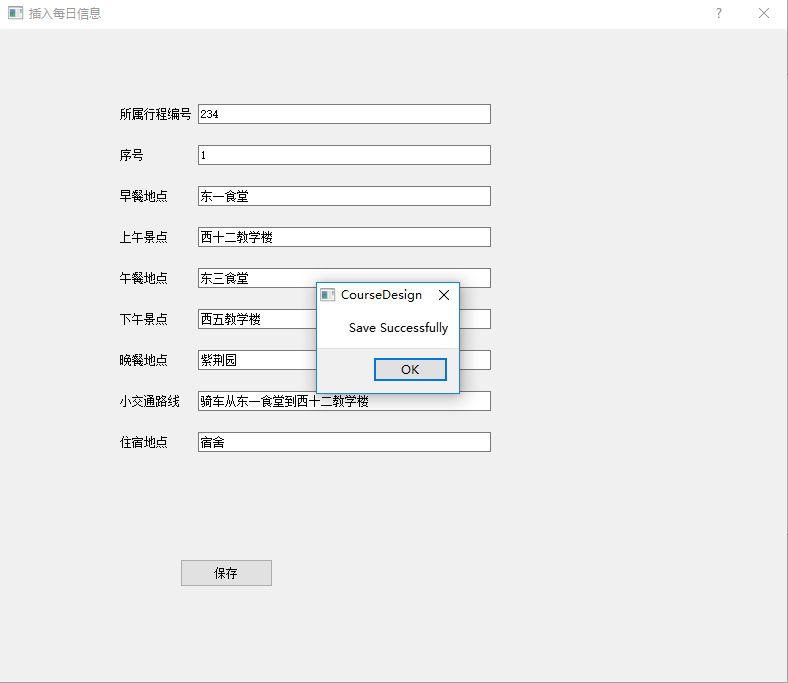 插入每日信息
所属行程编号 234
序号 1
早餐地点 东一食堂
上午景点 西十二教学楼
午餐地点 东三食堂
CourseDesign
下午景点 西五教学楼
Save Successfully
晚餐地点 紫荆园
OK
小交通路线 骑车从东一食堂到西十二教学楼
住宿地点 宿舍
保存